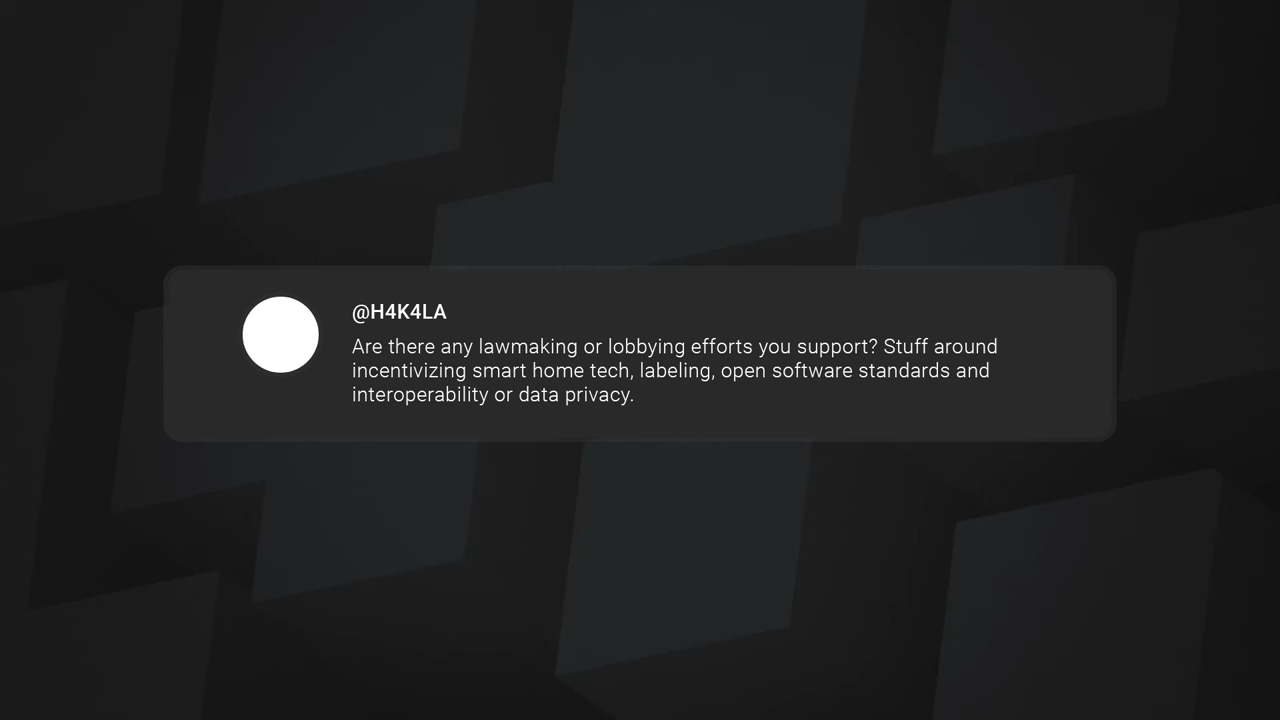 @H4K4LA
Are there any lawmaking or lobbying efforts you support? Stuff around
incentivizing smart home tech, labeling, open software standards and
interoperability or data privacy.